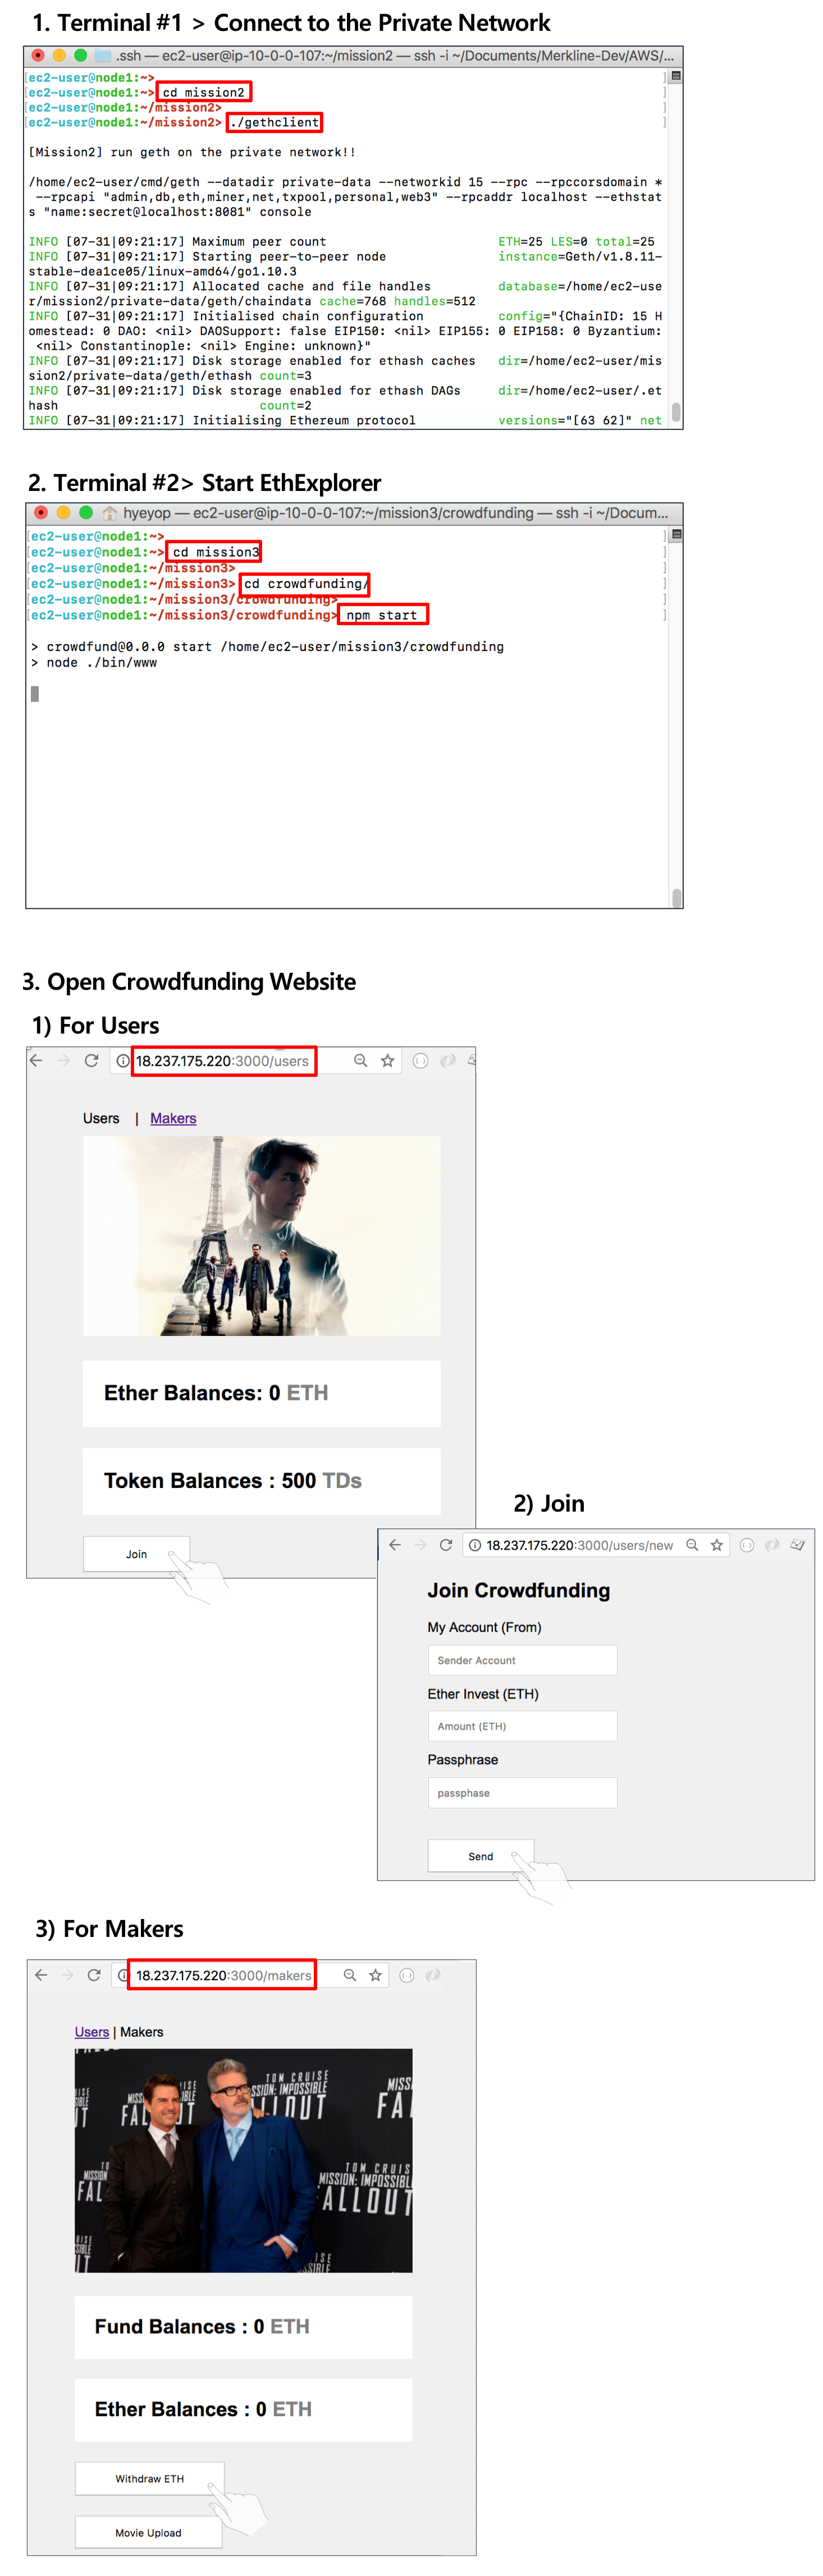 1. Terminal #1 > Connect to the Private Network
.ssh — ec2-user@ip-10-0-0-107:~/mission2 — ssh -i ~/Documents/Merkline-Dev/AWS/...
[ec2-user@node1:~> ]
[ec2-user@node1:~> cd mission2 ]
[ec2-user@node1:~/mission2> ]
[ec2-user@node1:~/mission2> ./gethclient ]
[Mission2] run geth on the private network!!
/home/ec2-user/cmd/geth --datadir private-data --networkid 15 --rpc --rpccorsdomain *
--rpcapi "admin,db,eth,miner,net,txpool,personal,web3" --rpcaddr localhost --ethstat
s "name:secret@localhost:8081" console
INFO [07-31|09:21:17] Maximum peer count ETH=25 LES=0 total=25
INFO [07-31|09:21:17] Starting peer-to-peer node instance=Geth/v1.8.11-
stable-dea1ce05/linux-amd64/go1.10.3
INFO [07-31|09:21:17] Allocated cache and file handles database=/home/ec2-use
r/mission2/private-data/geth/chaindata cache=768 handles=512
INFO [07-31|09:21:17] Initialised chain configuration config="{ChainID: 15 H
omestead: 0 DAO: <nil> DAOSupport: false EIP150: <nil> EIP155: 0 EIP158: 0 Byzantium:
<nil> Constantinople: <nil> Engine: unknown}"
INFO [07-31|09:21:17] Disk storage enabled for ethash caches dir=/home/ec2-user/mis
sion2/private-data/geth/ethash count=3
INFO [07-31|09:21:17] Disk storage enabled for ethash DAGs dir=/home/ec2-user/.et
hash count=2
INFO [07-31|09:21:17] Initialising Ethereum protocol versions="[63 62]" net
2. Terminal #2> Start EthExplorer
hyeyop — ec2-user@ip-10-0-0-107:~/mission3/crowdfunding — ssh -i ~/Docum...
[ec2-user@node1:~>
[ec2-user@node1:~> cd mission3 ]
[ec2-user@node1:~/mission3> ]
[ec2-user@node1:~/mission3> cd crowdfunding/ ]
[ec2-user@node1:~/mission3/crowdfunding> ]
[ec2-user@node1:~/mission3/crowdfunding> npm start ]
> crowdfund@0.0.0 start /home/ec2-user/mission3/crowdfunding
> node ./bin/www
3. Open Crowdfunding Website
1) For Users
18.237.175.220:3000/users
Users | Makers
Ether Balances: 0 ETH
Token Balances : 500 TDs
Join
2) Join
18.237.175.220:3000/users/new
Join Crowdfunding
My Account (From)
Sender Account
Ether Invest (ETH)
Amount (ETH)
Passphrase
passphase
Send
3) For Makers
18.237.175.220:3000/makers
Users | Makers
TOM CRUISE
MISSION: IMPOSSIBLE
FALLOUT
TOM CRUISE
MISSION: IMPOSSIBLE
FALLOUT
Fund Balances : 0 ETH
Ether Balances : 0 ETH
Withdraw ETH
Movie Upload